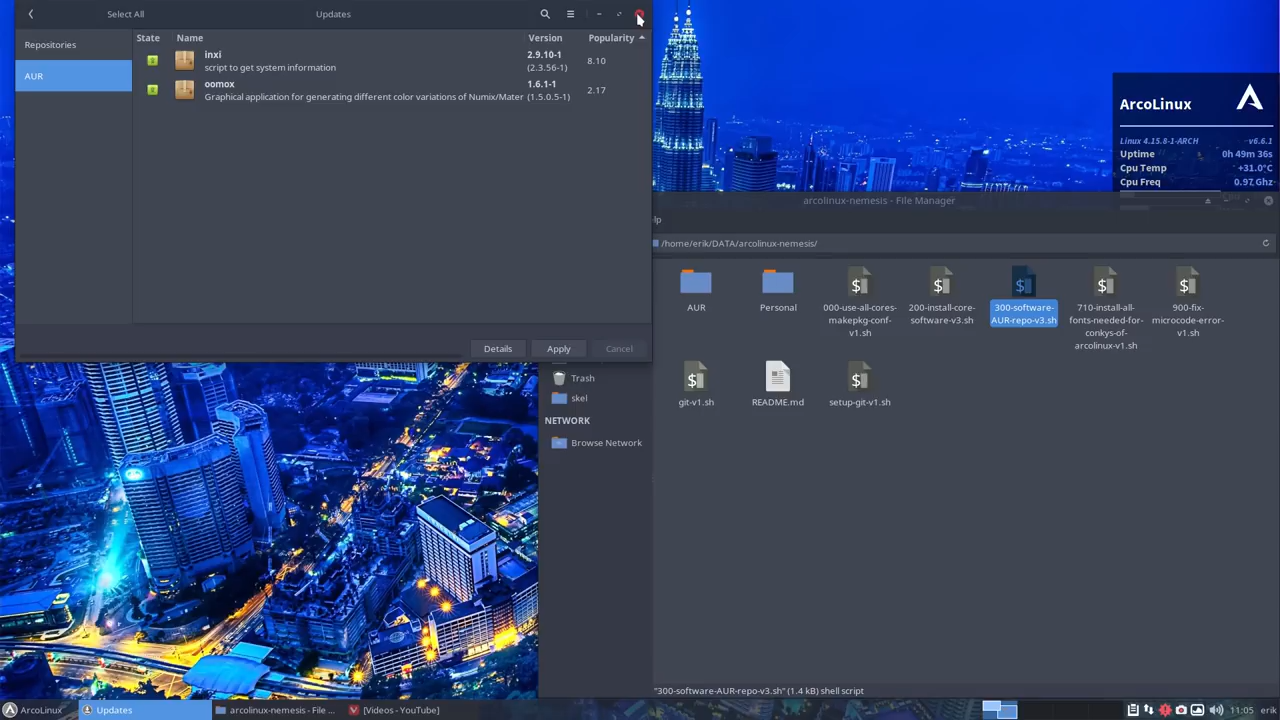 Select All
Updates
Repositories
AUR
State
Name
Version
Popularity
inxi
script to get system information
2.9.10-1
(2.3.56-1)
8.10
oomox
Graphical application for generating different color variations of Numix/Mater
1.6.1-1
(1.5.0.5-1)
2.17
Details
Apply
Cancel
ArcoLinux
Linux 4.15.8-1-ARCH
v6.6.1
Uptime
0h 49m 36s
Cpu Temp
+31.0°C
Cpu Freq
0.97 Ghz
arcolinux-nemesis - File Manager
lp
/home/erik/DATA/arcolinux-nemesis/
AUR
Personal
000-use-all-cores-
makepkg-conf-
v1.sh
200-install-core-
software-v3.sh
300-software-
AUR-repo-v3.sh
710-install-all-
fonts-needed-for-
conkys-of-
arcolinux-v1.sh
900-fix-
microcode-error-
v1.sh
git-v1.sh
README.md
setup-git-v1.sh
Trash
skel
NETWORK
Browse Network
"300-software-AUR-repo-v3.sh" (1.4 kB) shell script
ArcoLinux
Updates
arcolinux-nemesis - File ...
[Videos - YouTube]
11:05
erik